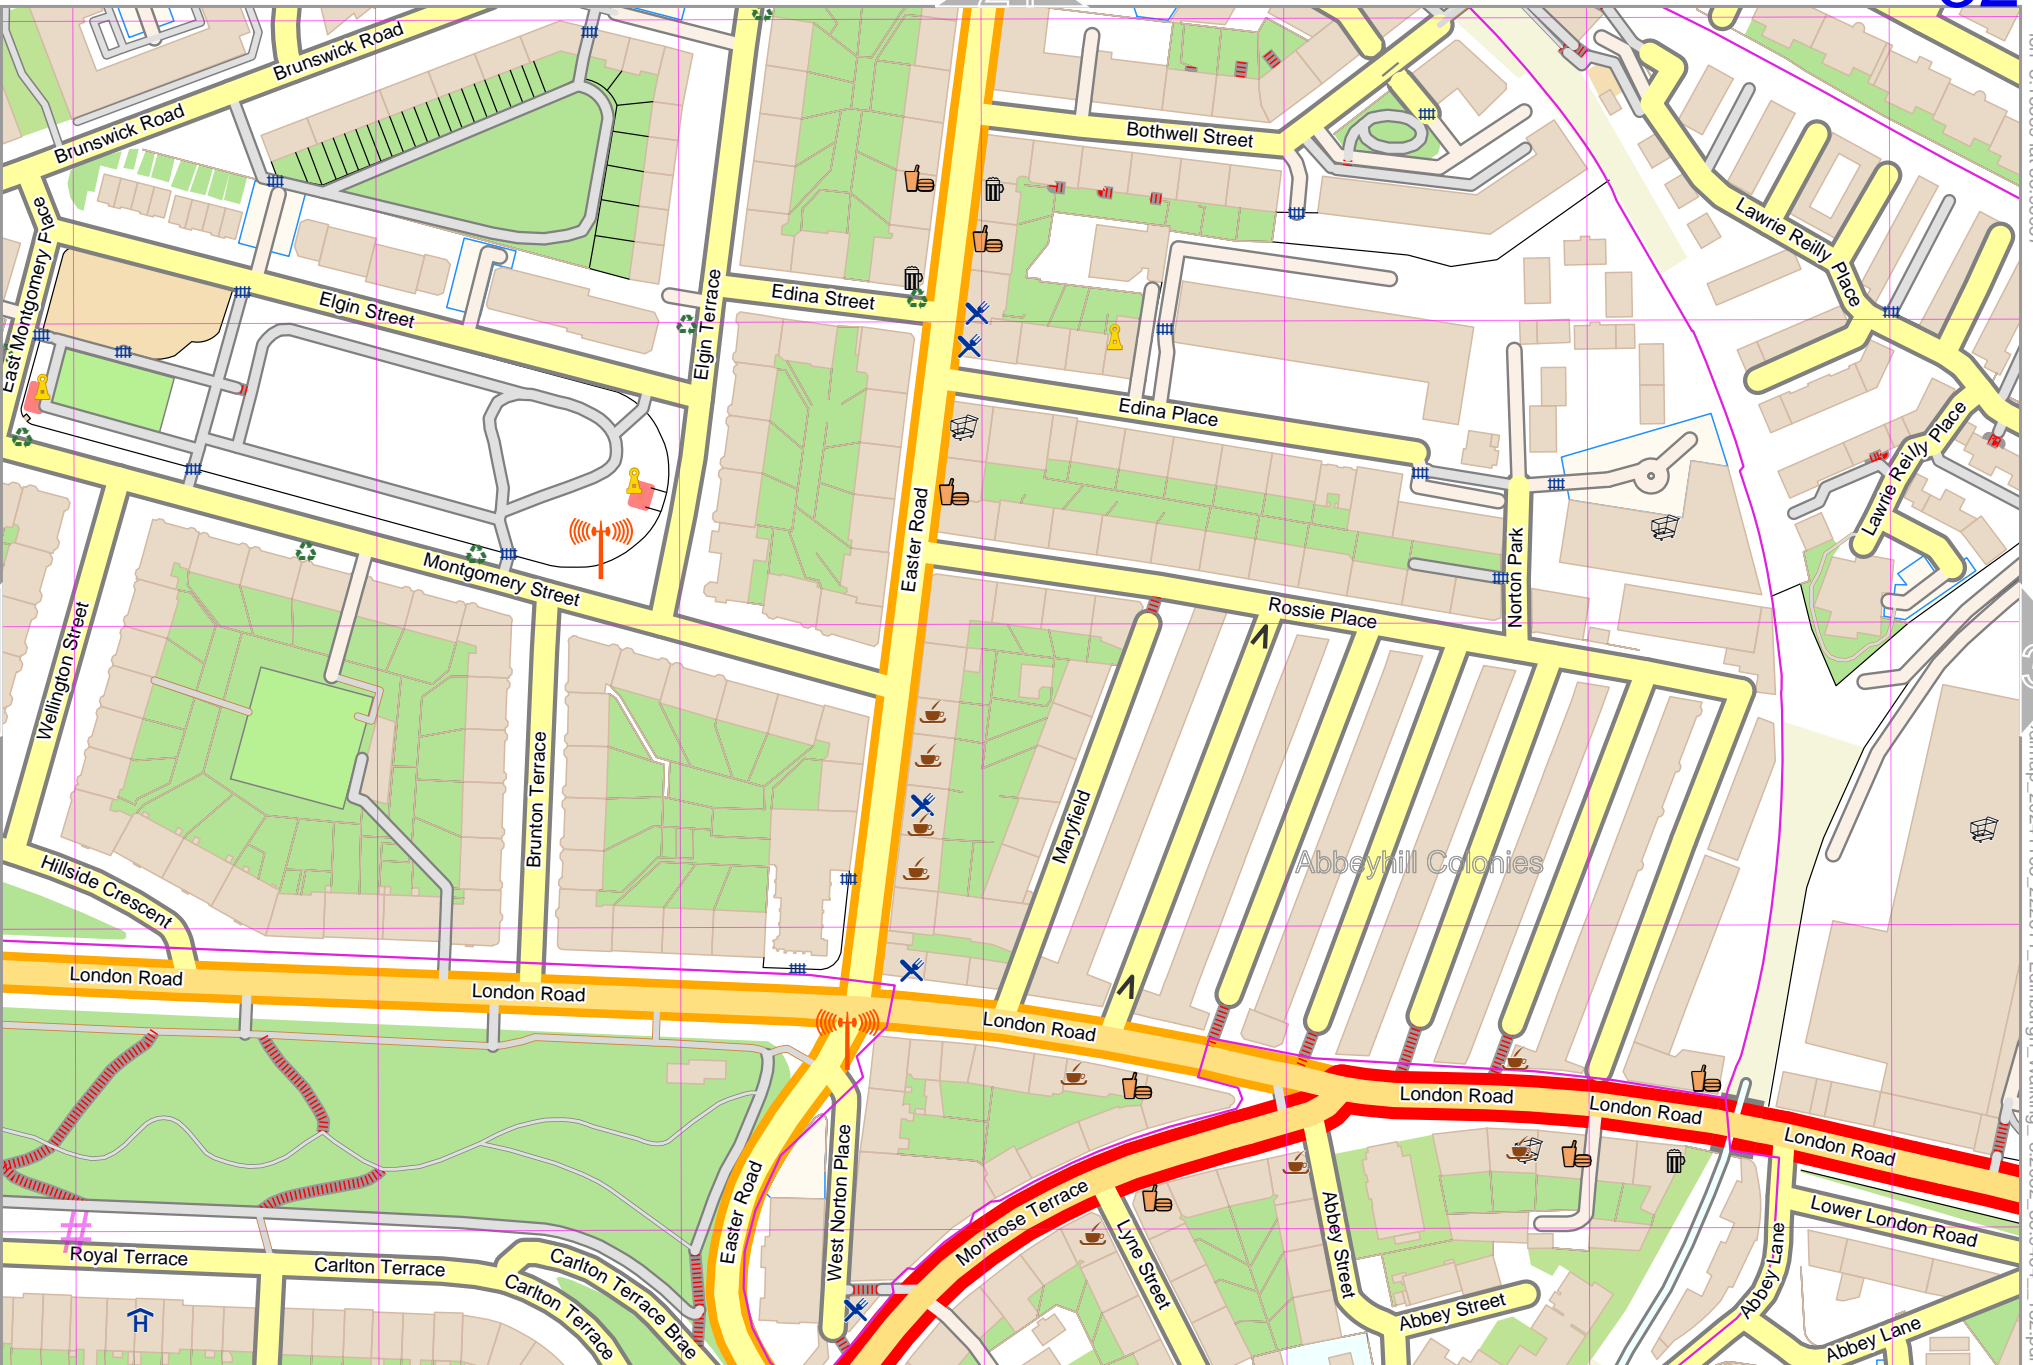 Brunswick Road
Brunswick Road
Bothwell Street
East Montgomery Place
Elgin Street
Elgin Terrace
Edina Street
Lawrie Reilly Place
Edina Place
Lawrie Reilly Place
Easter Road
Norton Park
Montgomery Street
Rossie Place
Wellington Street
Brunton Terrace
Maryfield
Abbeyhill Colonies
Hillside Crescent
London Road
London Road
London Road
London Road
London Road
London Road
Easter Road
West Norton Place
Montrose Terrace
Lyne Street
Abbey Street
Abbey Street
Abbey Lane
Lower London Road
Abbey Lane
Royal Terrace
Carlton Terrace
Carlton Terrace
Carlton Terrace Brae
H